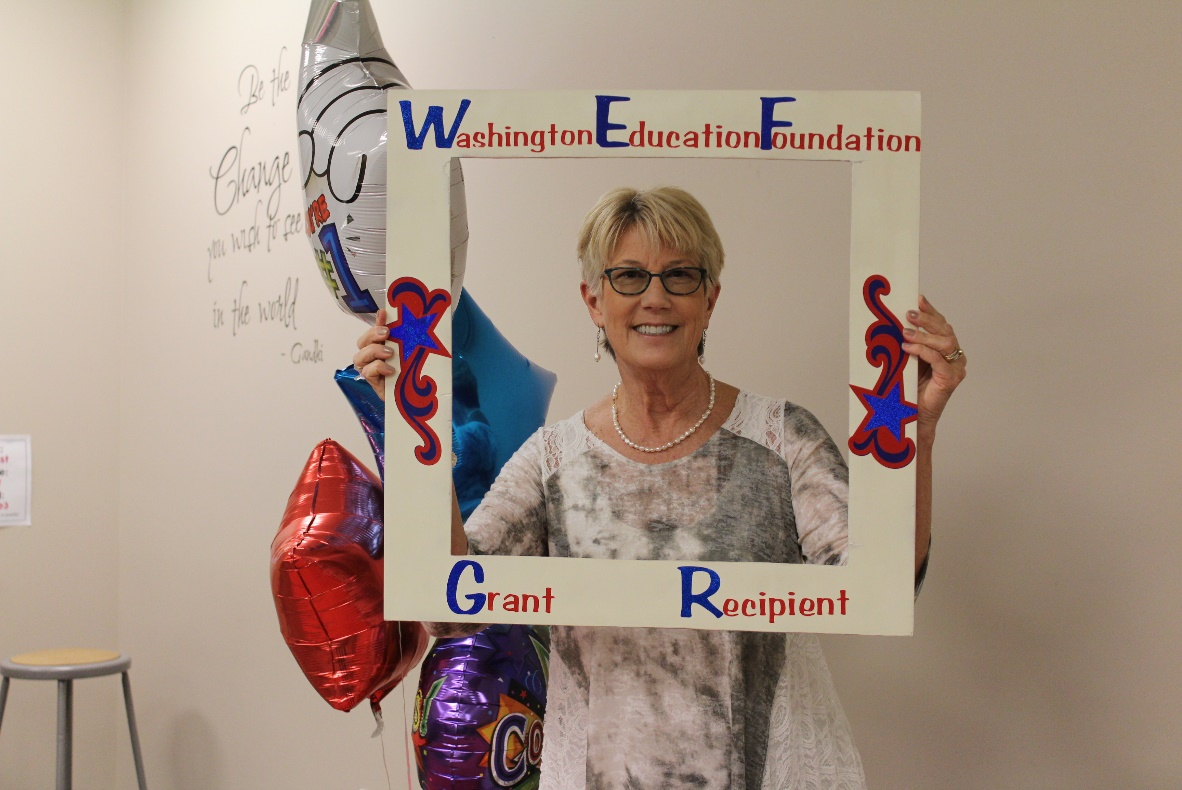 Be the
Change
you wish to see
in the world
- Gandhi
#1
Washington Education Foundation
Grant Recipient